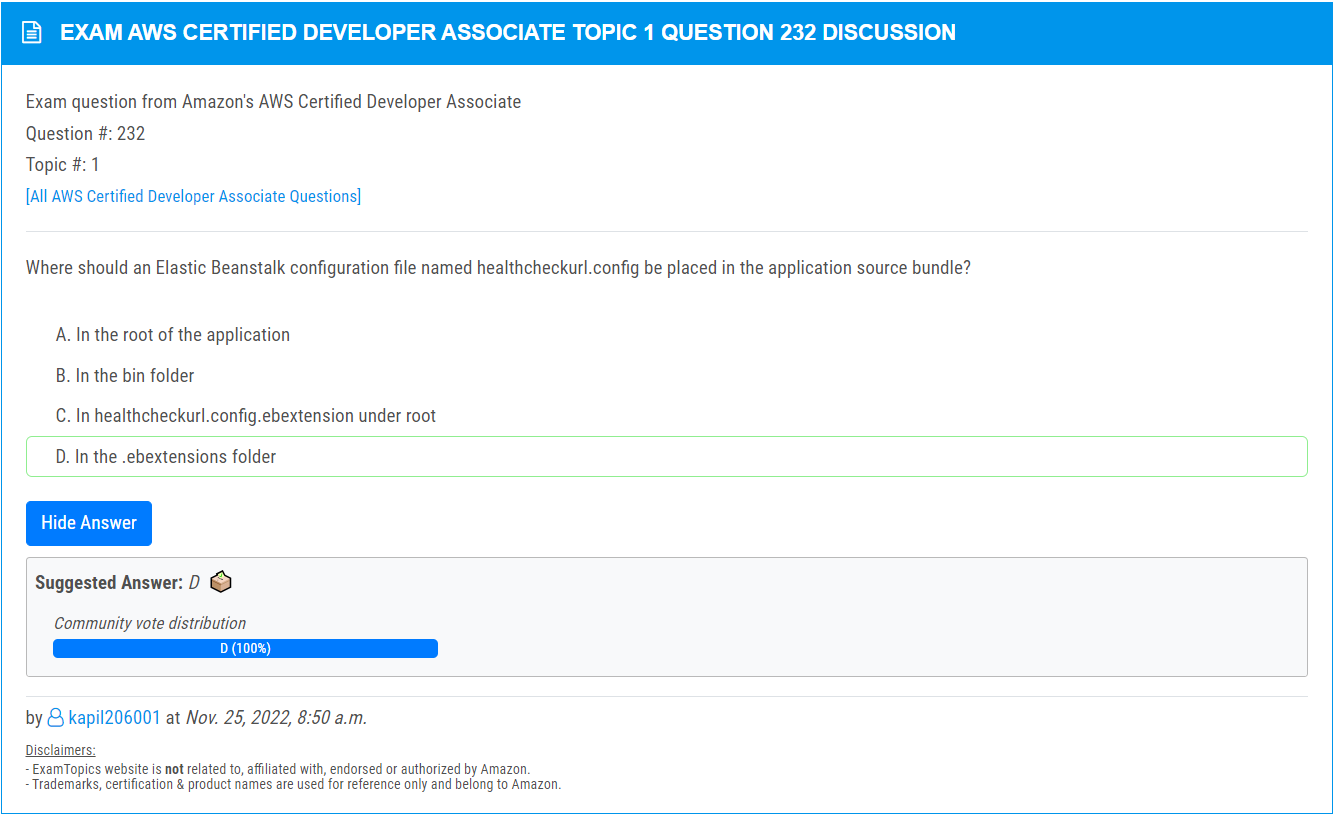 EXAM AWS CERTIFIED DEVELOPER ASSOCIATE TOPIC 1 QUESTION 232 DISCUSSION
Exam question from Amazon's AWS Certified Developer Associate
Question #: 232
Topic #: 1
[All AWS Certified Developer Associate Questions]
Where should an Elastic Beanstalk configuration file named healthcheckurl.config be placed in the application source bundle?
A. In the root of the application
B. In the bin folder
C. In healthcheckurl.config.ebextension under root
D. In the .ebextensions folder
Hide Answer
Suggested Answer: D
Community vote distribution
D (100%)
by kapil206001 at Nov. 25, 2022, 8:50 a.m.
Disclaimers:
- ExamTopics website is not related to, affiliated with, endorsed or authorized by Amazon.
- Trademarks, certification & product names are used for reference only and belong to Amazon.